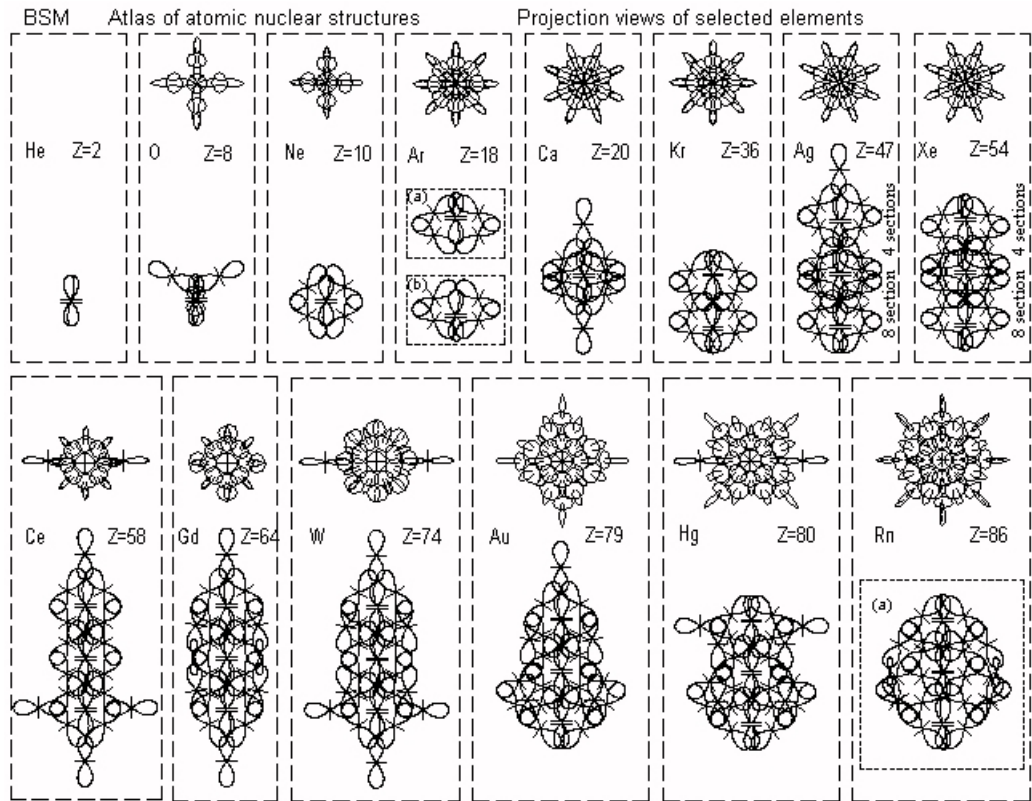 BSM Atlas of atomic nuclear structures Projection views of selected elements
He Z=2
O Z=8
Ne Z=10
Ar Z=18
(a)
(b)
Ca Z=20
Kr Z=36
Ag Z=47
8 section 4 sections
Xe Z=54
8 section 4 sections
Ce Z=58
Gd Z=64
W Z=74
Au Z=79
Hg Z=80
Rn Z=86
(a)